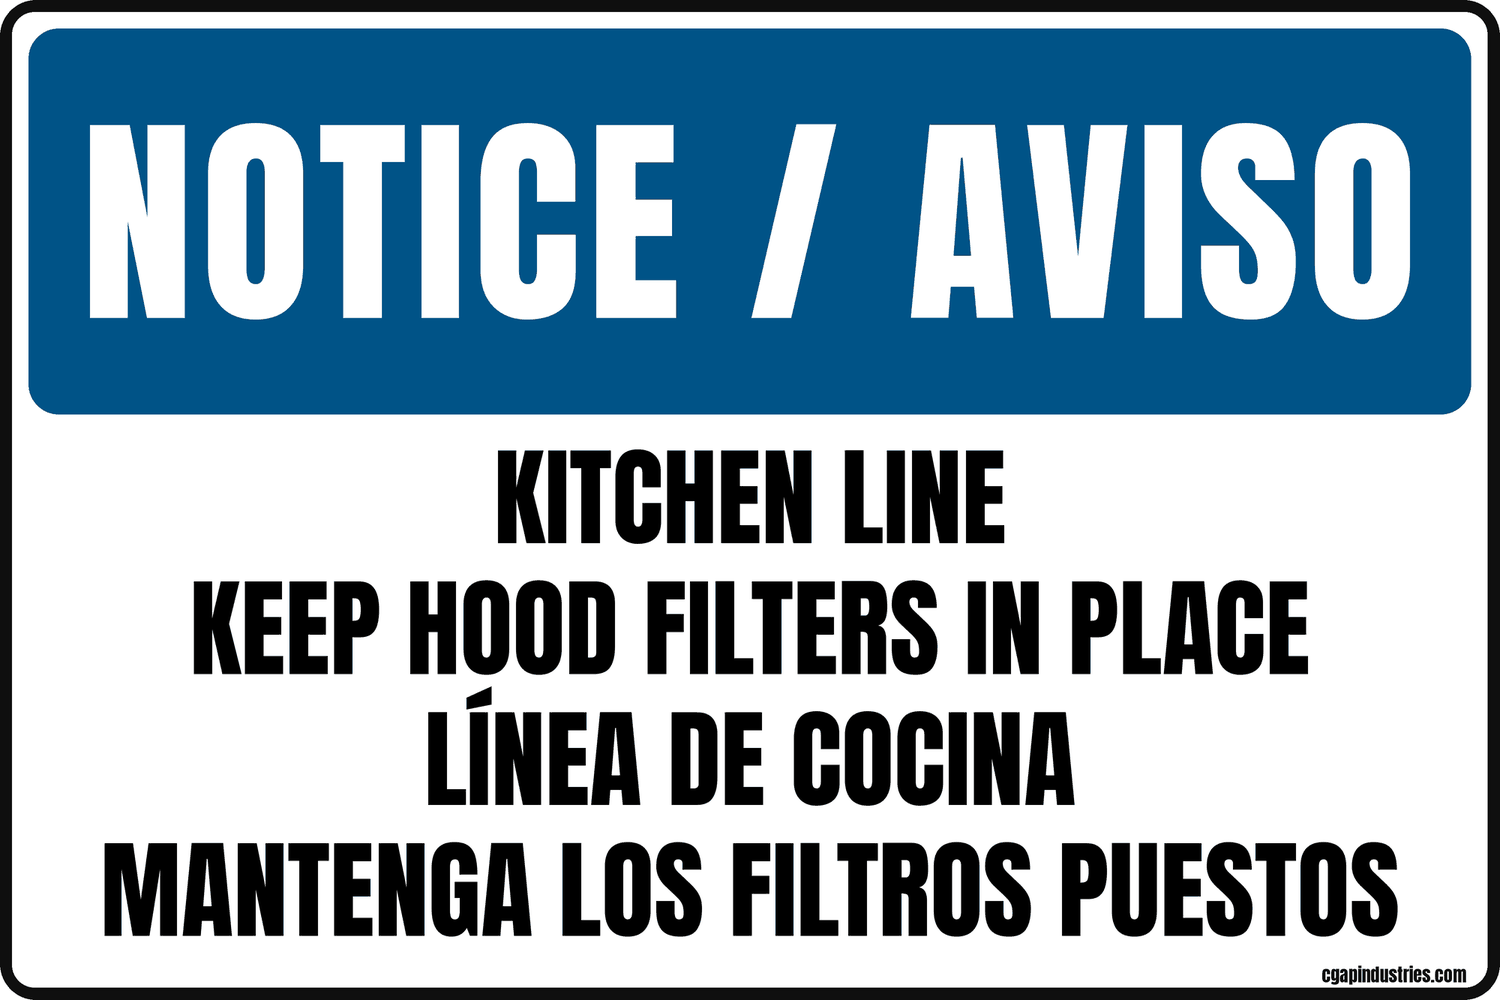 NOTICE / AVISO
KITCHEN LINE
KEEP HOOD FILTERS IN PLACE
LÍNEA DE COCINA
MANTENGA LOS FILTROS PUESTOS
cgapindustries.com